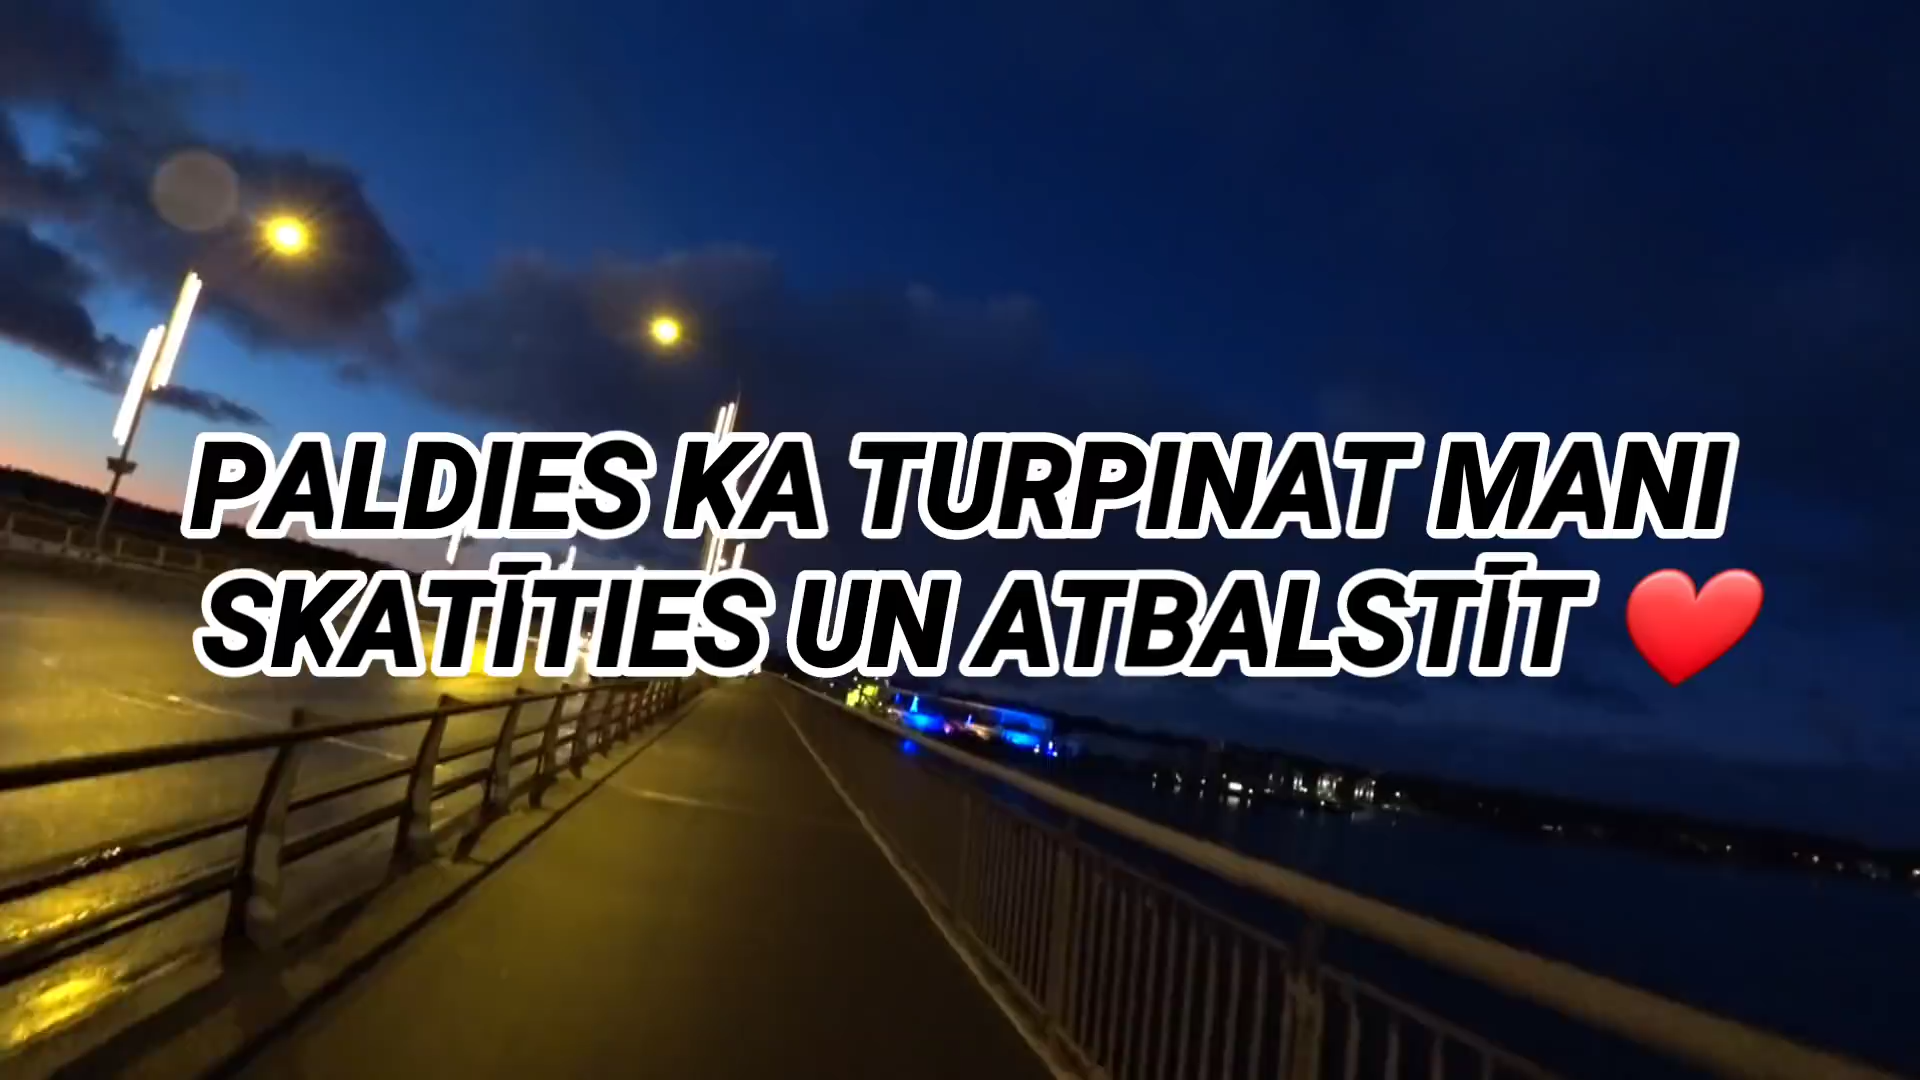 PALDIES KA TURPINAT MANI
SKATĪTIES UN ATBALSTĪT ❤️